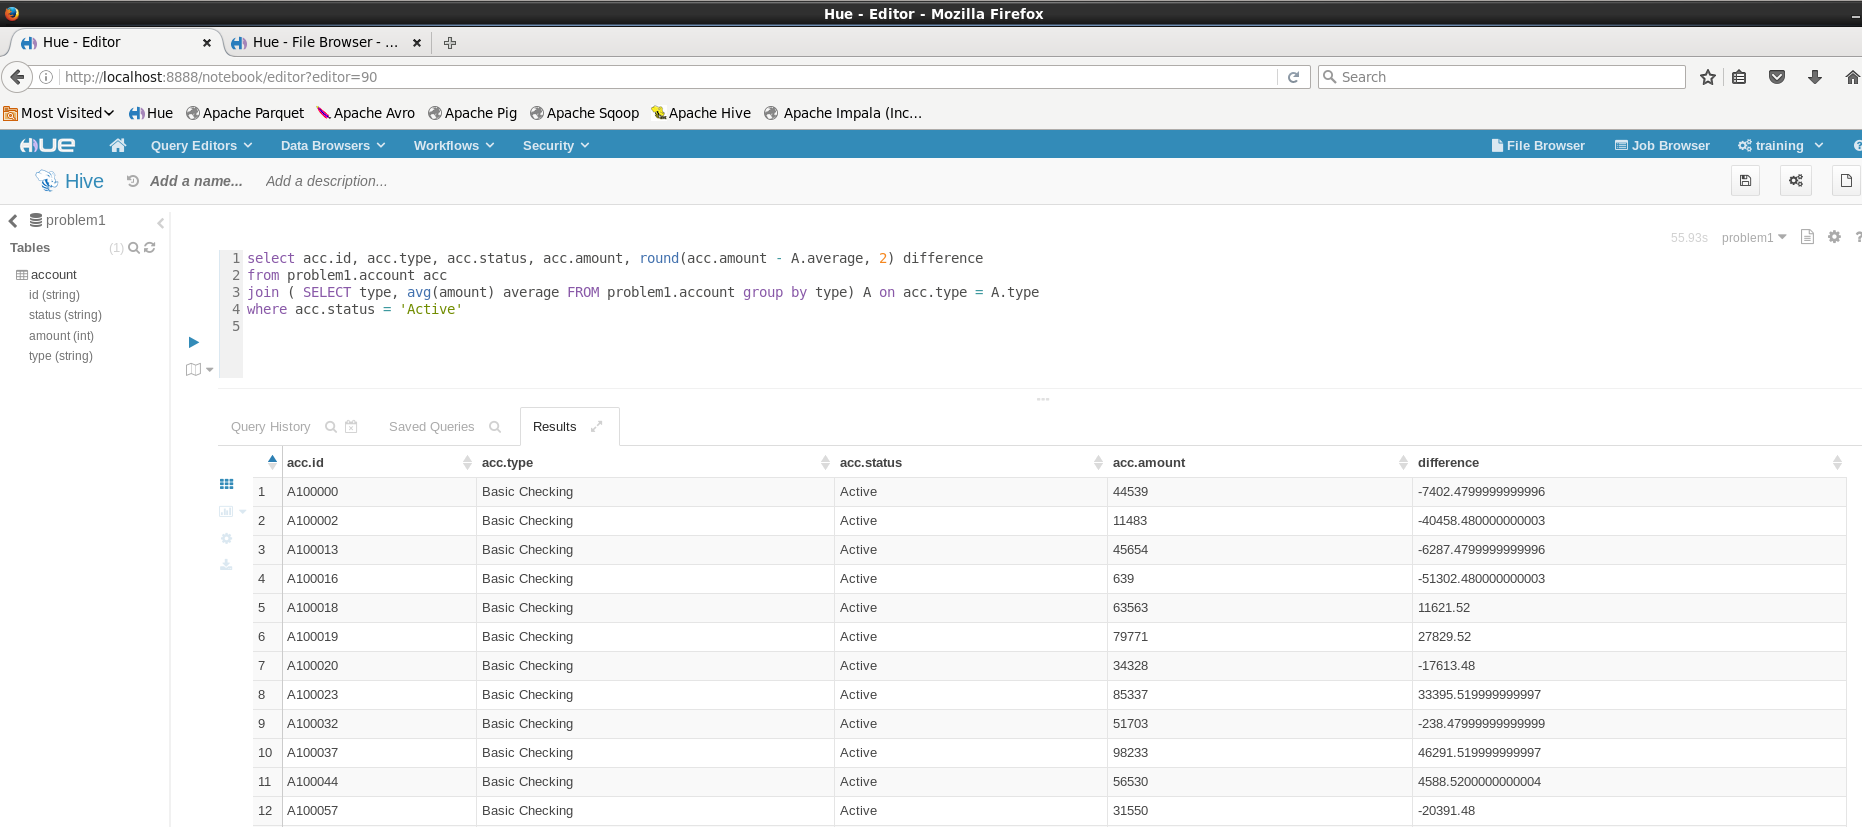 Hue - Editor - Mozilla Firefox
Hue - Editor
Hue - File Browser - ...
http://localhost:8888/notebook/editor?editor=90
Search
Most Visited Hue Apache Parquet Apache Avro Apache Pig Apache Sqoop Apache Hive Apache Impala (Inc...
HUE Query Editors Data Browsers Workflows Security File Browser Job Browser training ?
Hive Add a name... Add a description...
problem1
Tables (1)
account
id (string)
status (string)
amount (int)
type (string)
55.93s problem1 ?
1 select acc.id, acc.type, acc.status, acc.amount, round(acc.amount - A.average, 2) difference
2 from problem1.account acc
3 join ( SELECT type, avg(amount) average FROM problem1.account group by type) A on acc.type = A.type
4 where acc.status = 'Active'
5
Query History Saved Queries Results
acc.id acc.type acc.status acc.amount difference
1 A100000 Basic Checking Active 44539 -7402.4799999999996
2 A100002 Basic Checking Active 11483 -40458.480000000003
3 A100013 Basic Checking Active 45654 -6287.4799999999996
4 A100016 Basic Checking Active 639 -51302.480000000003
5 A100018 Basic Checking Active 63563 11621.52
6 A100019 Basic Checking Active 79771 27829.52
7 A100020 Basic Checking Active 34328 -17613.48
8 A100023 Basic Checking Active 85337 33395.519999999997
9 A100032 Basic Checking Active 51703 -238.47999999999999
10 A100037 Basic Checking Active 98233 46291.519999999997
11 A100044 Basic Checking Active 56530 4588.5200000000004
12 A100057 Basic Checking Active 31550 -20391.48